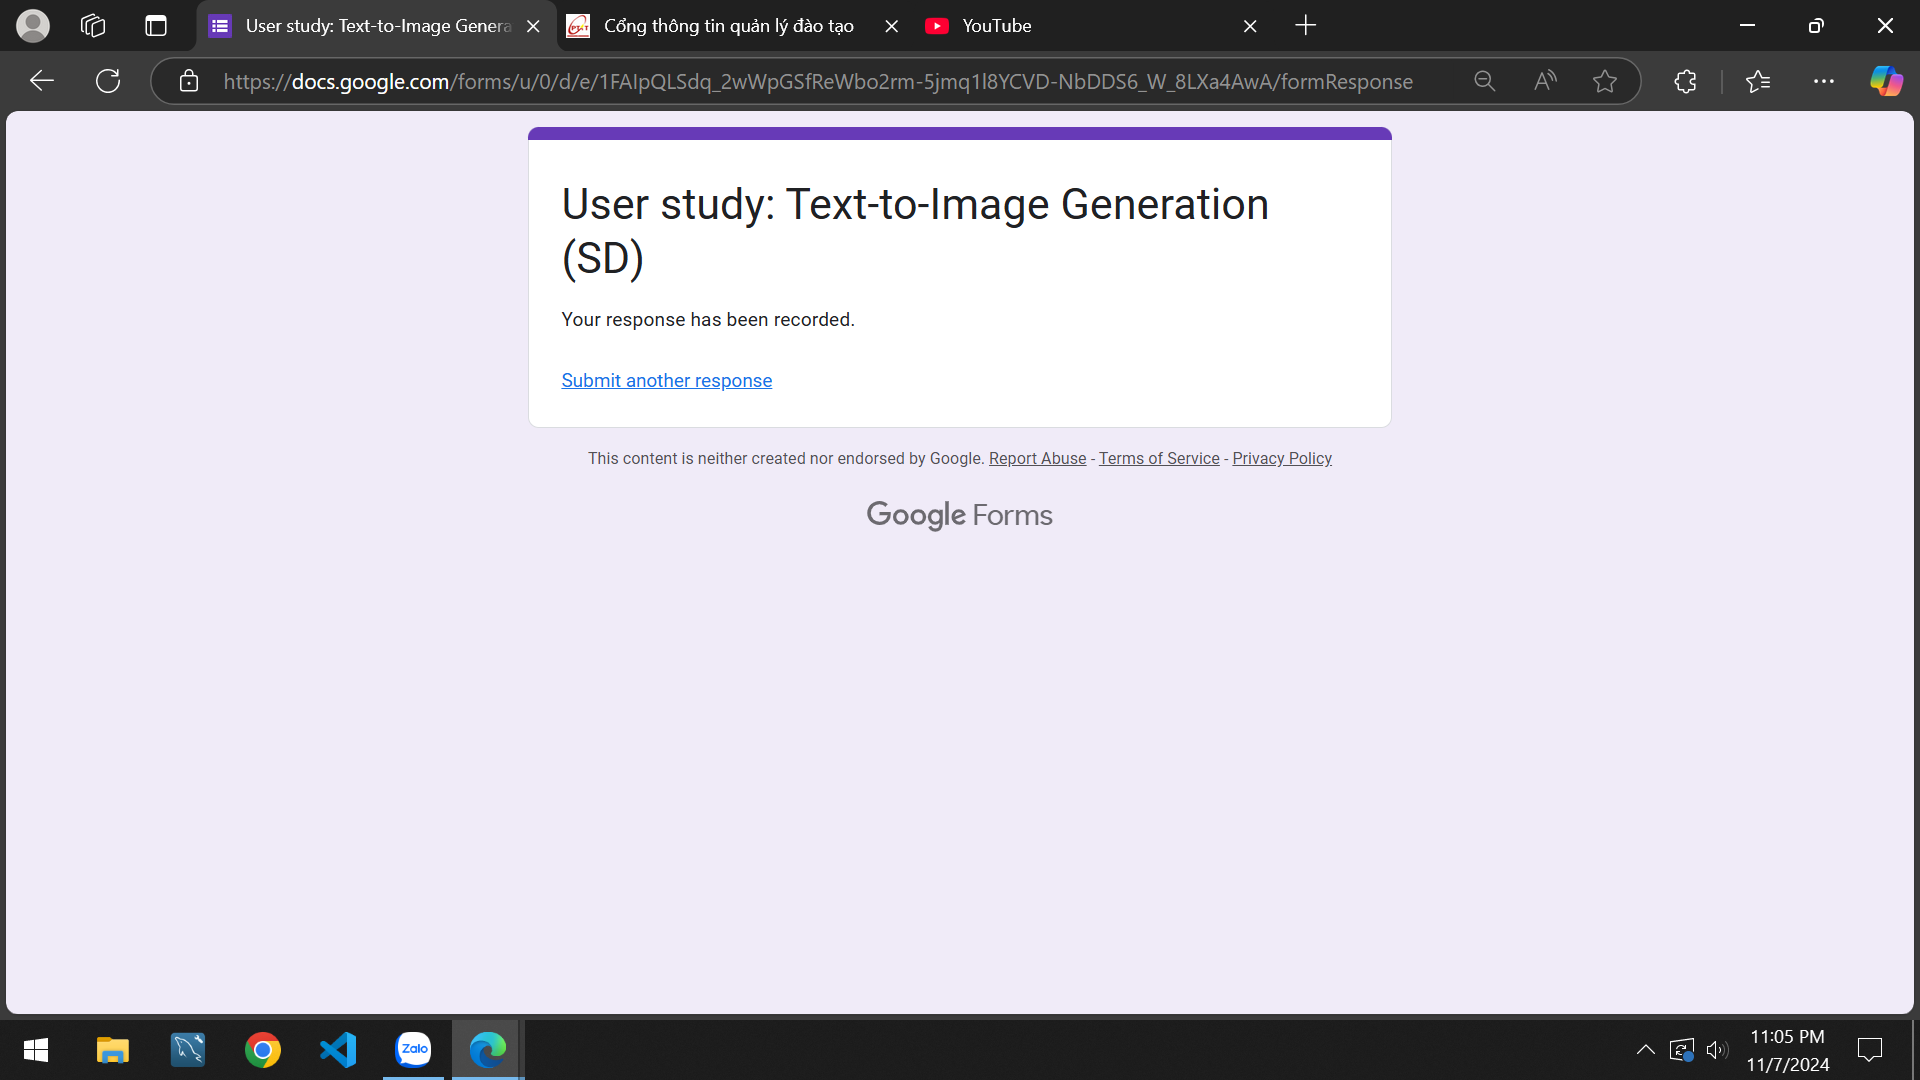 User study: Text-to-Image Genera
Cổng thông tin quản lý đào tạo
YouTube
https://docs.google.com/forms/u/0/d/e/1FAIpQLSdq_2wWpGSfReWbo2rm-5jmq1l8YCVD-NbDDS6_W_8LXa4AwA/formResponse
User study: Text-to-Image Generation
(SD)
Your response has been recorded.
Submit another response
This content is neither created nor endorsed by Google. Report Abuse - Terms of Service - Privacy Policy
Google Forms
Zalo
11:05 PM
11/7/2024